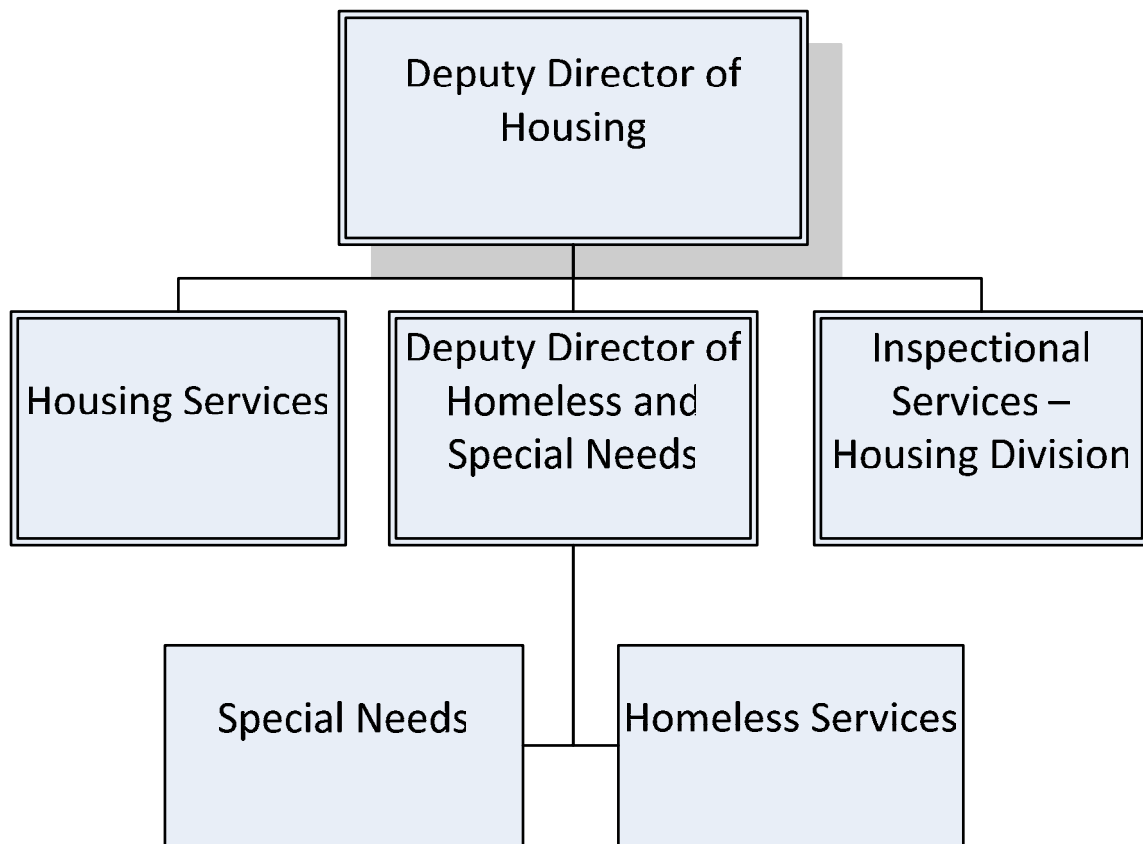 Deputy Director of
Housing
Housing Services
Deputy Director of
Homeless and
Special Needs
Inspectional
Services –
Housing Division
Special Needs
Homeless Services